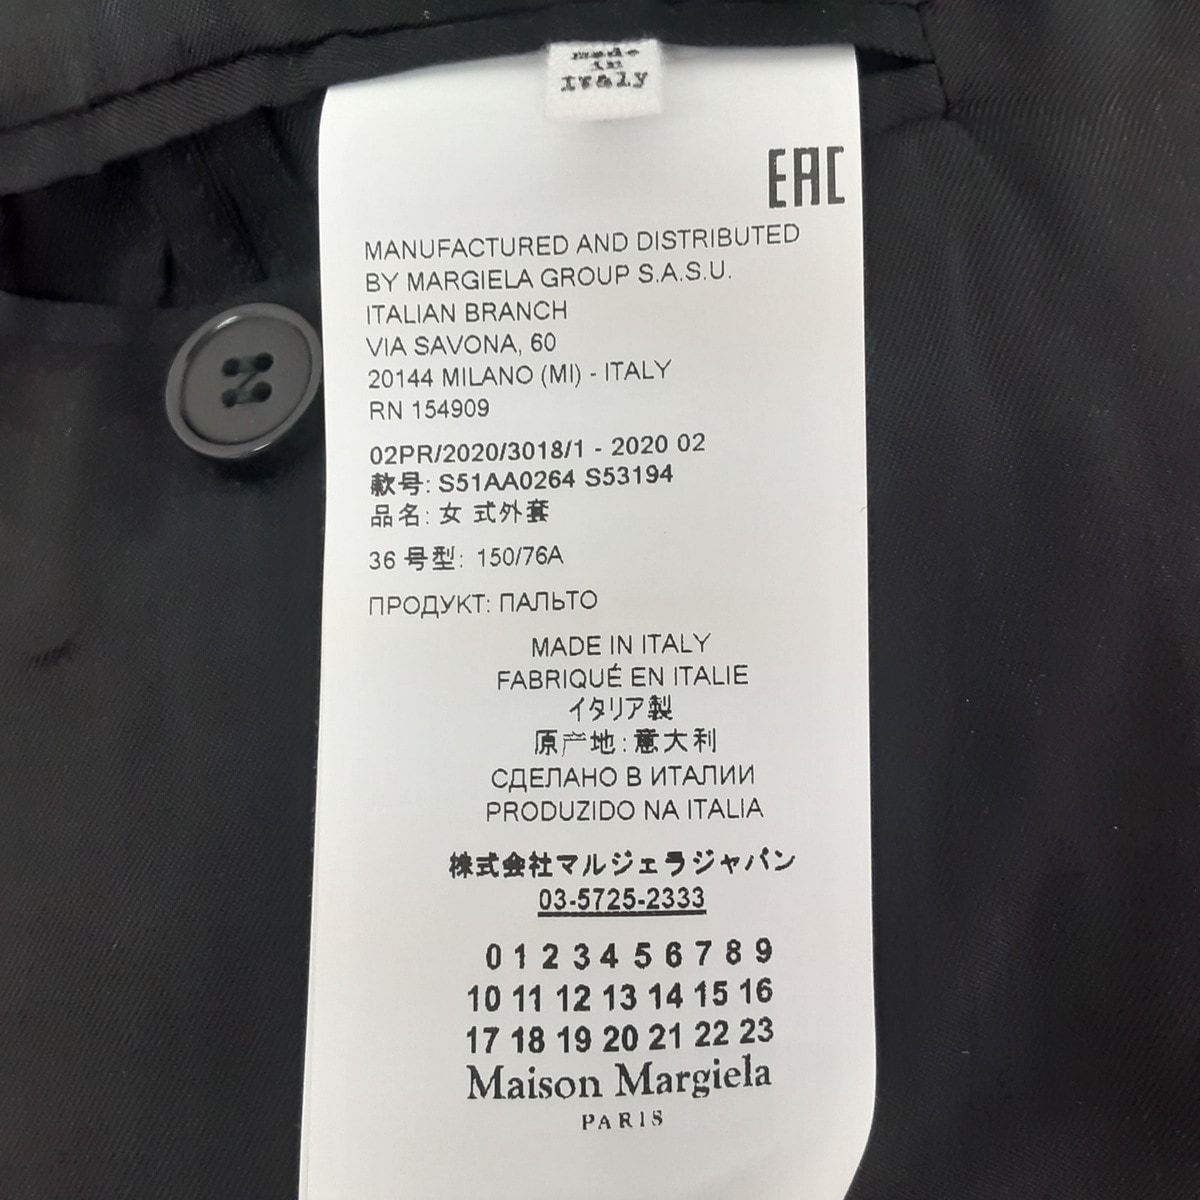 made
in
italy
EAC
MANUFACTURED AND DISTRIBUTED
BY MARGIELA GROUP S.A.S.U.
ITALIAN BRANCH
VIA SAVONA, 60
20144 MILANO (MI) - ITALY
RN 154909
02PR/2020/3018/1 - 2020 02
款号: S51AA0264 S53194
品名: 女 式外套
36 号型: 150/76A
ПРОДУКТ: ПАЛЬТО
MADE IN ITALY
FABRIQUÉ EN ITALIE
イタリア製
原产地: 意大利
СДЕЛАНО В ИТАЛИИ
PRODUZIDO NA ITALIA
株式会社マルジェラジャパン
03-5725-2333
0 1 2 3 4 5 6 7 8 9
10 11 12 13 14 15 16
17 18 19 20 21 22 23
Maison Margiela
PARIS